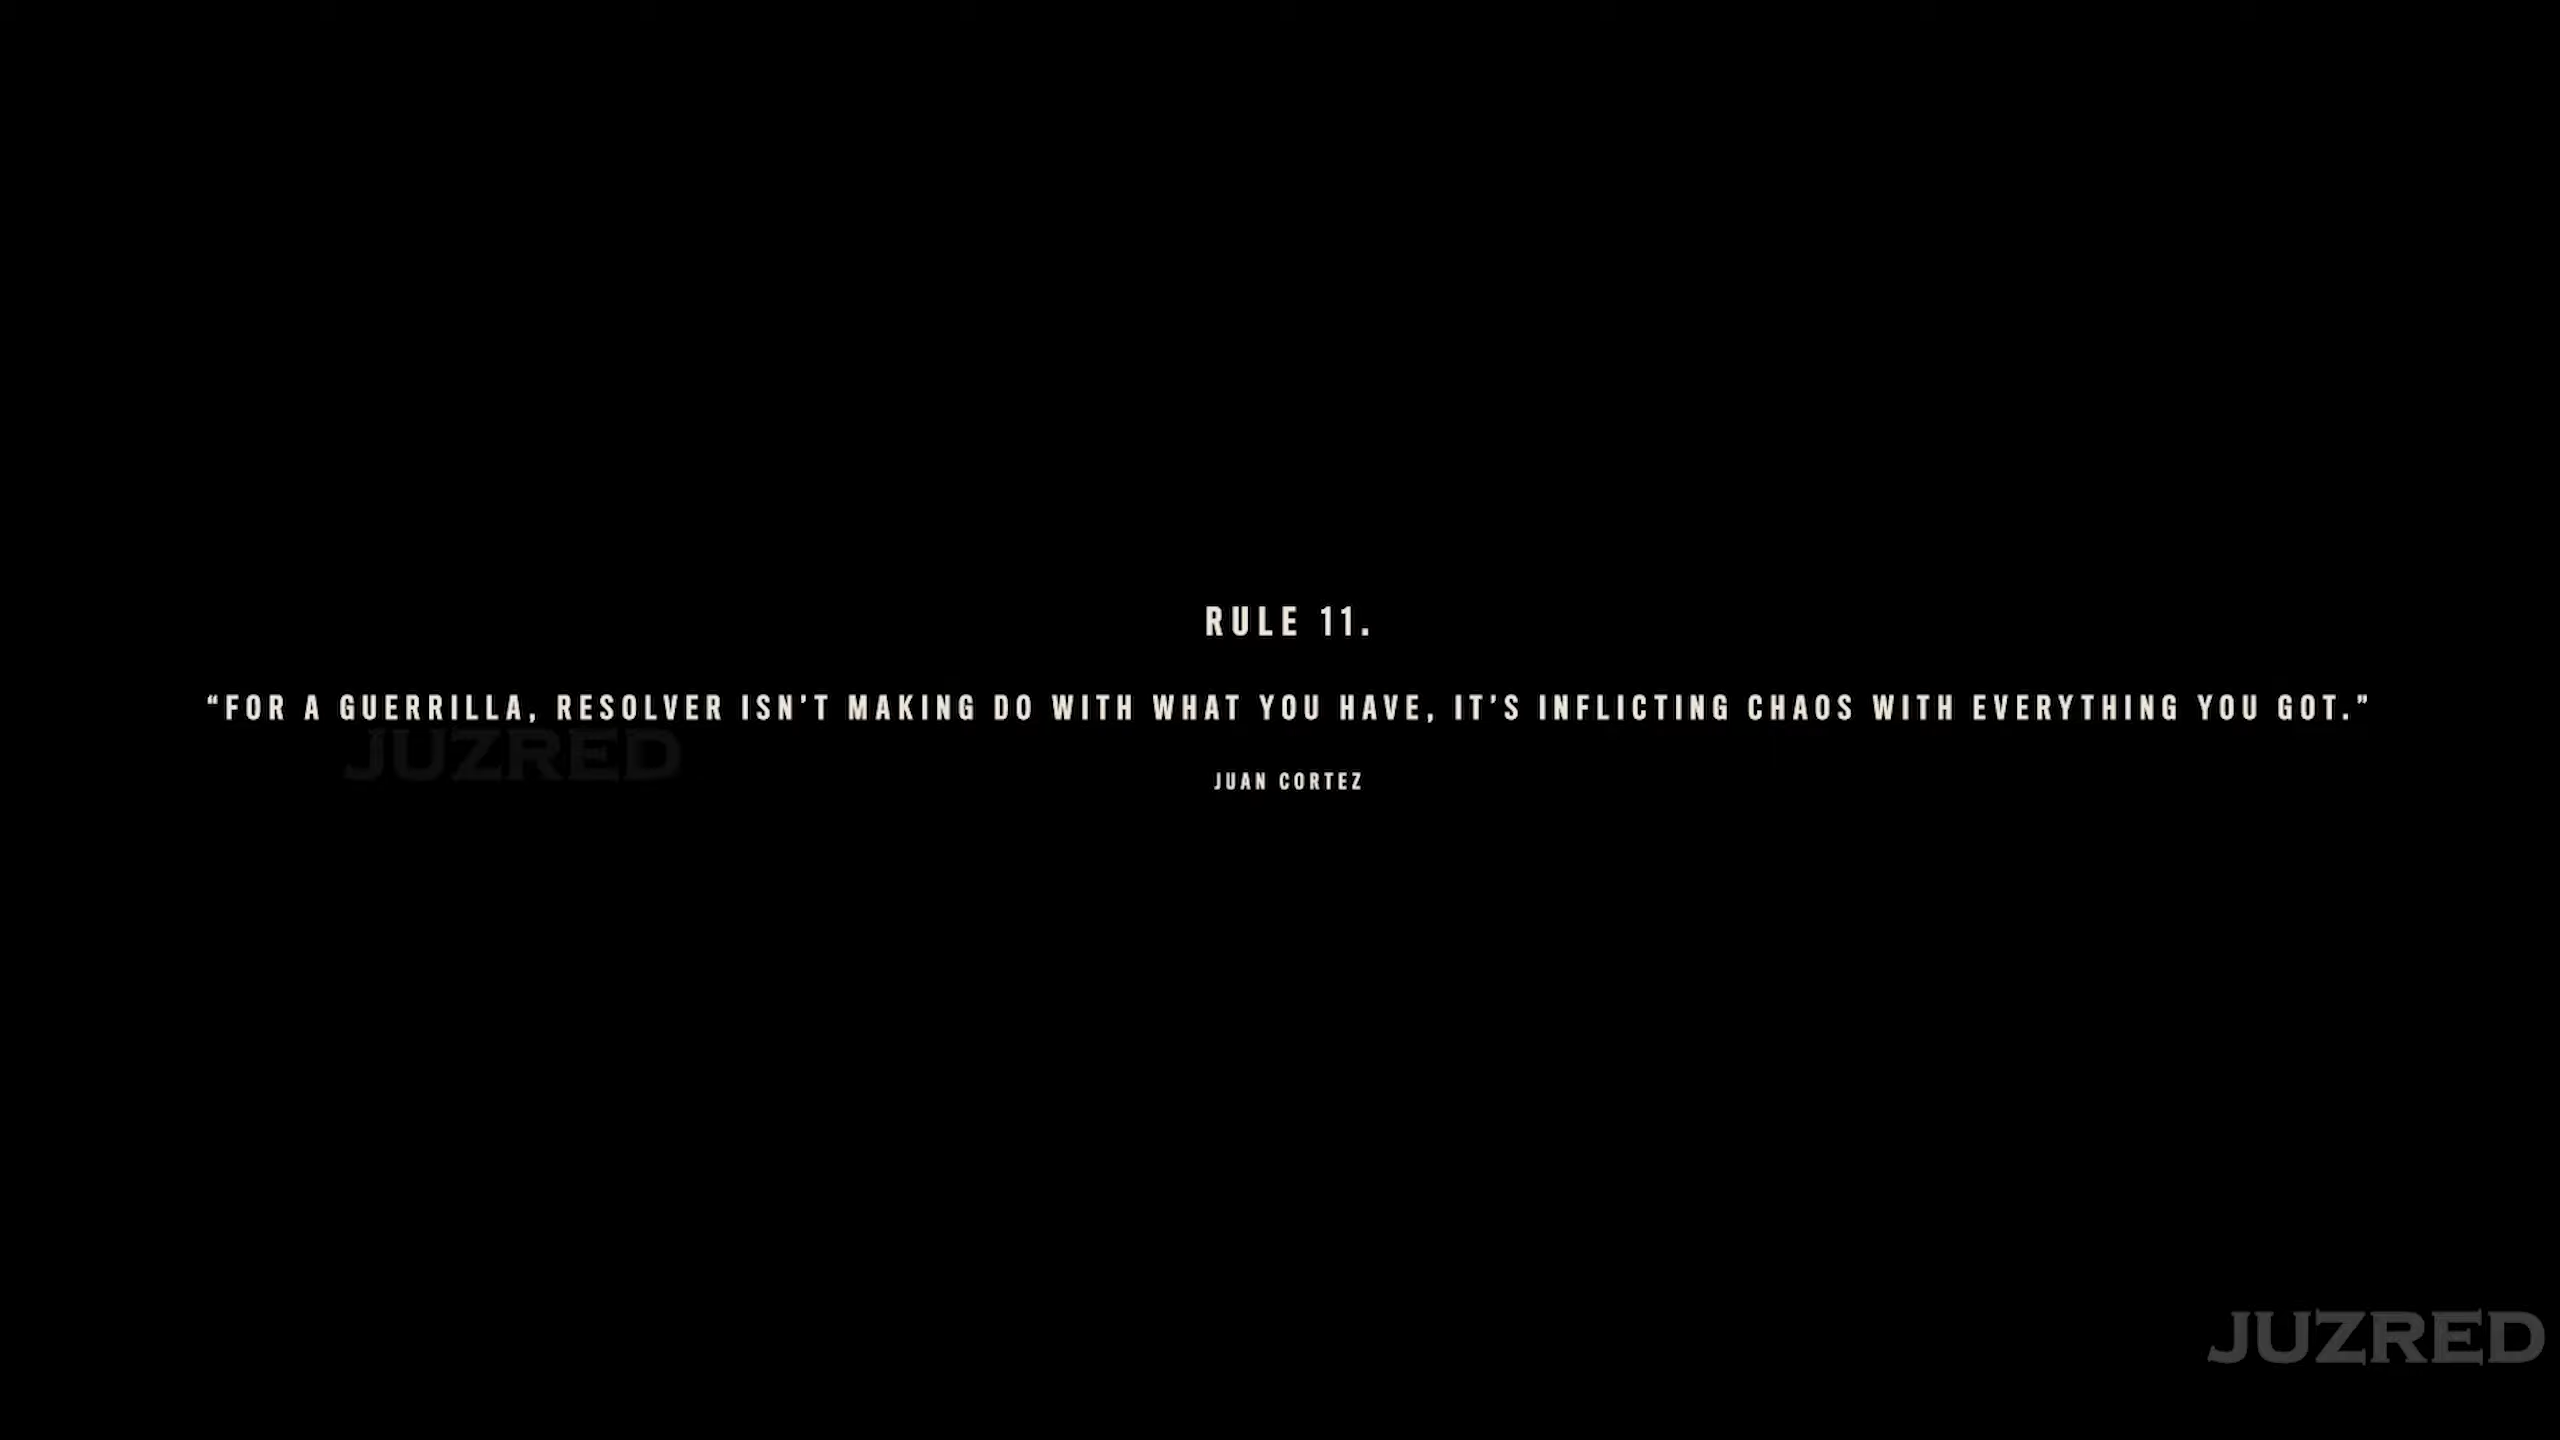 RULE 11.
“FOR A GUERRILLA, RESOLVER ISN’T MAKING DO WITH WHAT YOU HAVE, IT’S INFLICTING CHAOS WITH EVERYTHING YOU GOT.”
JUZRED
JUAN CORTEZ
JUZRED